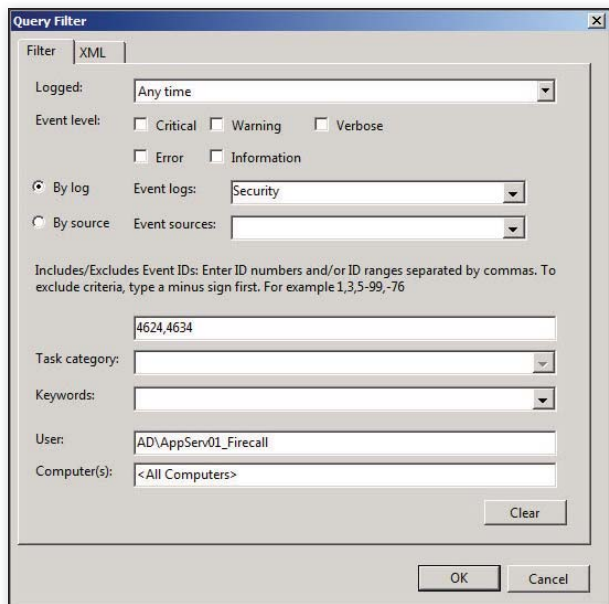 Query Filter
Filter XML
Logged: Any time
Event level: Critical Warning Verbose
Error Information
By log Event logs: Security
By source Event sources:
Includes/Excludes Event IDs: Enter ID numbers and/or ID ranges separated by commas. To
exclude criteria, type a minus sign first. For example 1,3,5-99,-76
4624,4634
Task category:
Keywords:
User: AD\AppServ01_Firecall
Computer(s): <All Computers>
Clear
OK Cancel